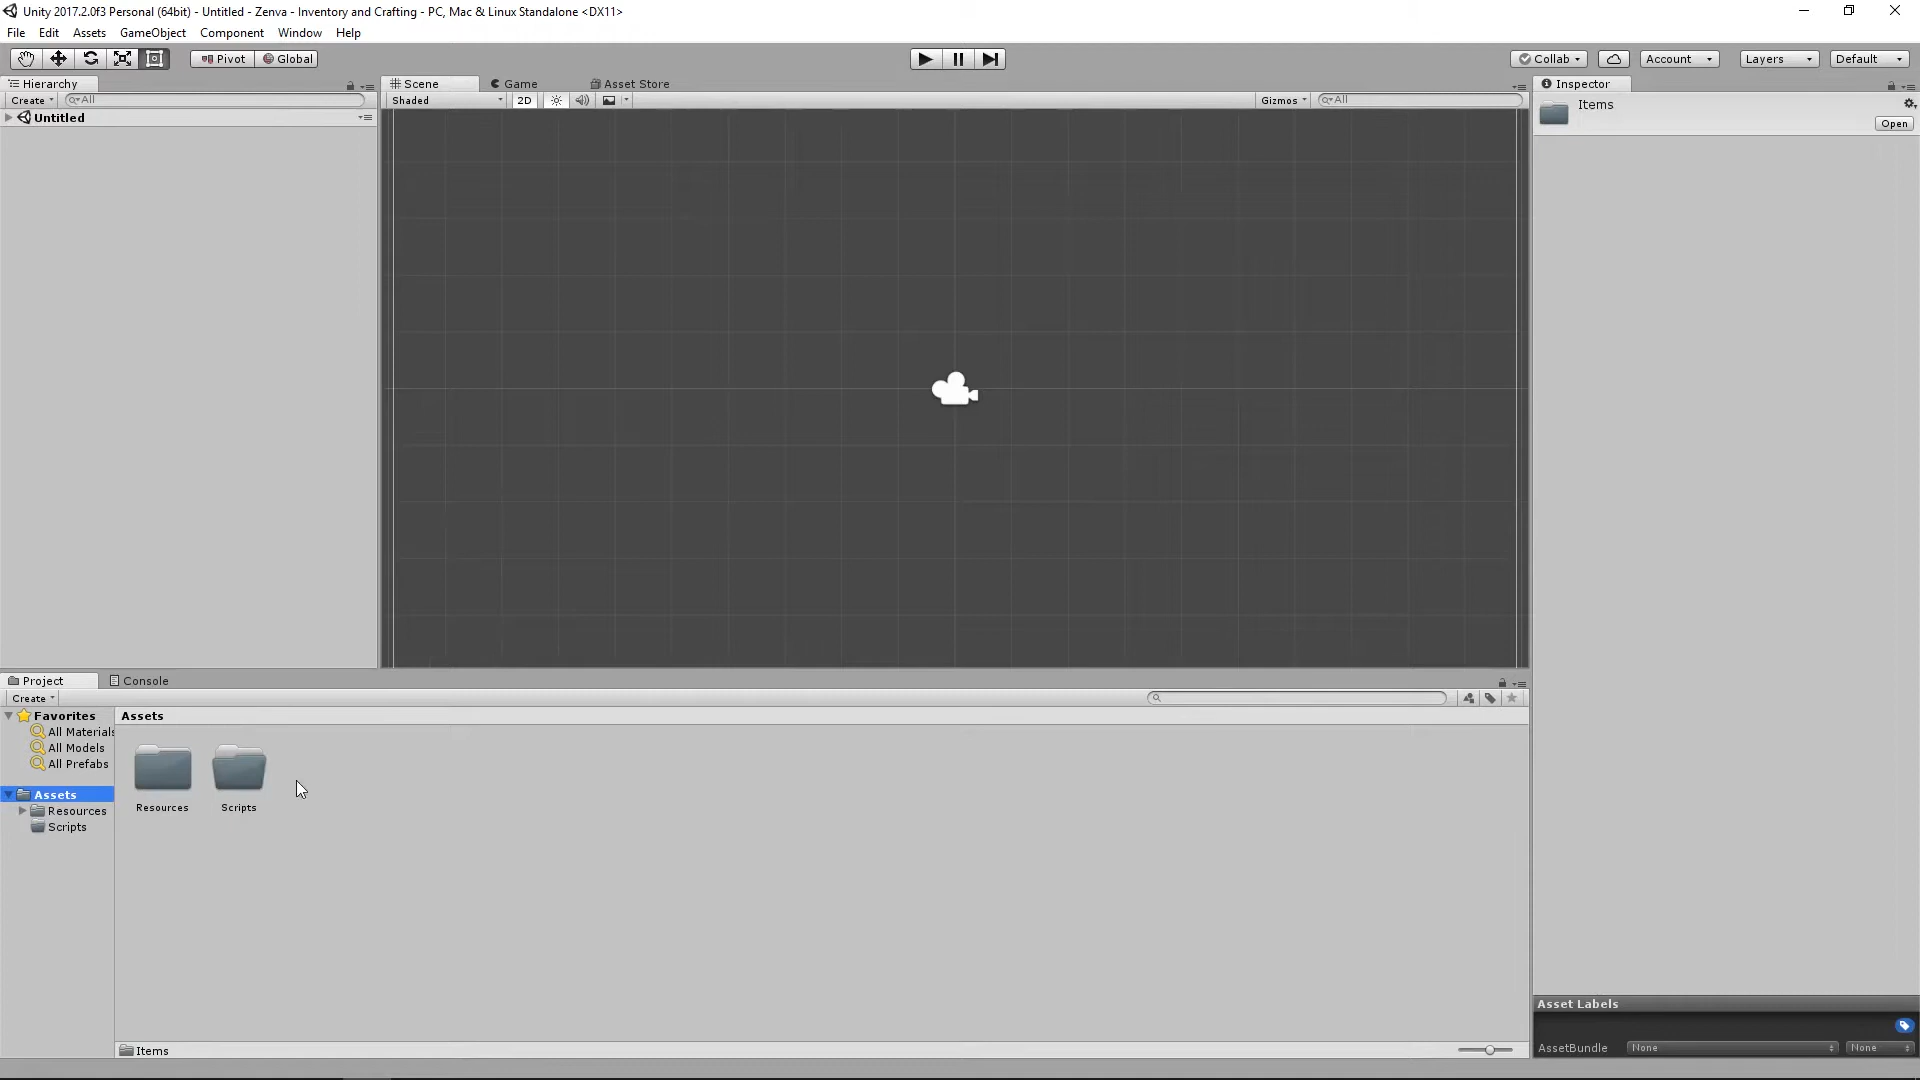 Unity 2017.2.0f3 Personal (64bit) - Untitled - Zenva - Inventory and Crafting - PC, Mac & Linux Standalone <DX11>
File Edit Assets GameObject Component Window Help
Pivot Global Collab Account Layers Default
Hierarchy Scene Game Asset Store Inspector
Create All Shaded 2D Gizmos All Items
Untitled
Open
Project Console
Create
Favorites Assets
All Materials
All Models
All Prefabs
Assets
Resources
Scripts
Resources Scripts
Asset Labels
Items
AssetBundle None None